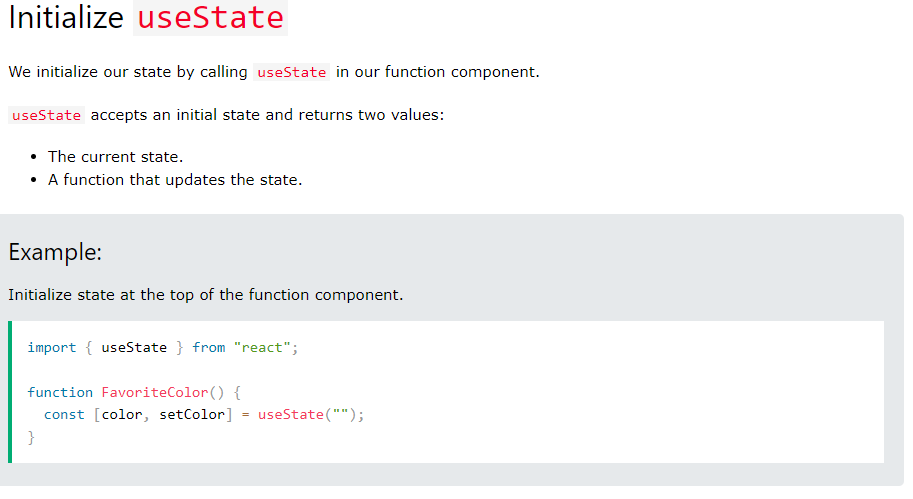 Initialize useState
We initialize our state by calling useState in our function component.
useState accepts an initial state and returns two values:
• The current state.
• A function that updates the state.
Example:
Initialize state at the top of the function component.
import { useState } from "react";
function FavoriteColor() {
  const [color, setColor] = useState("");
}